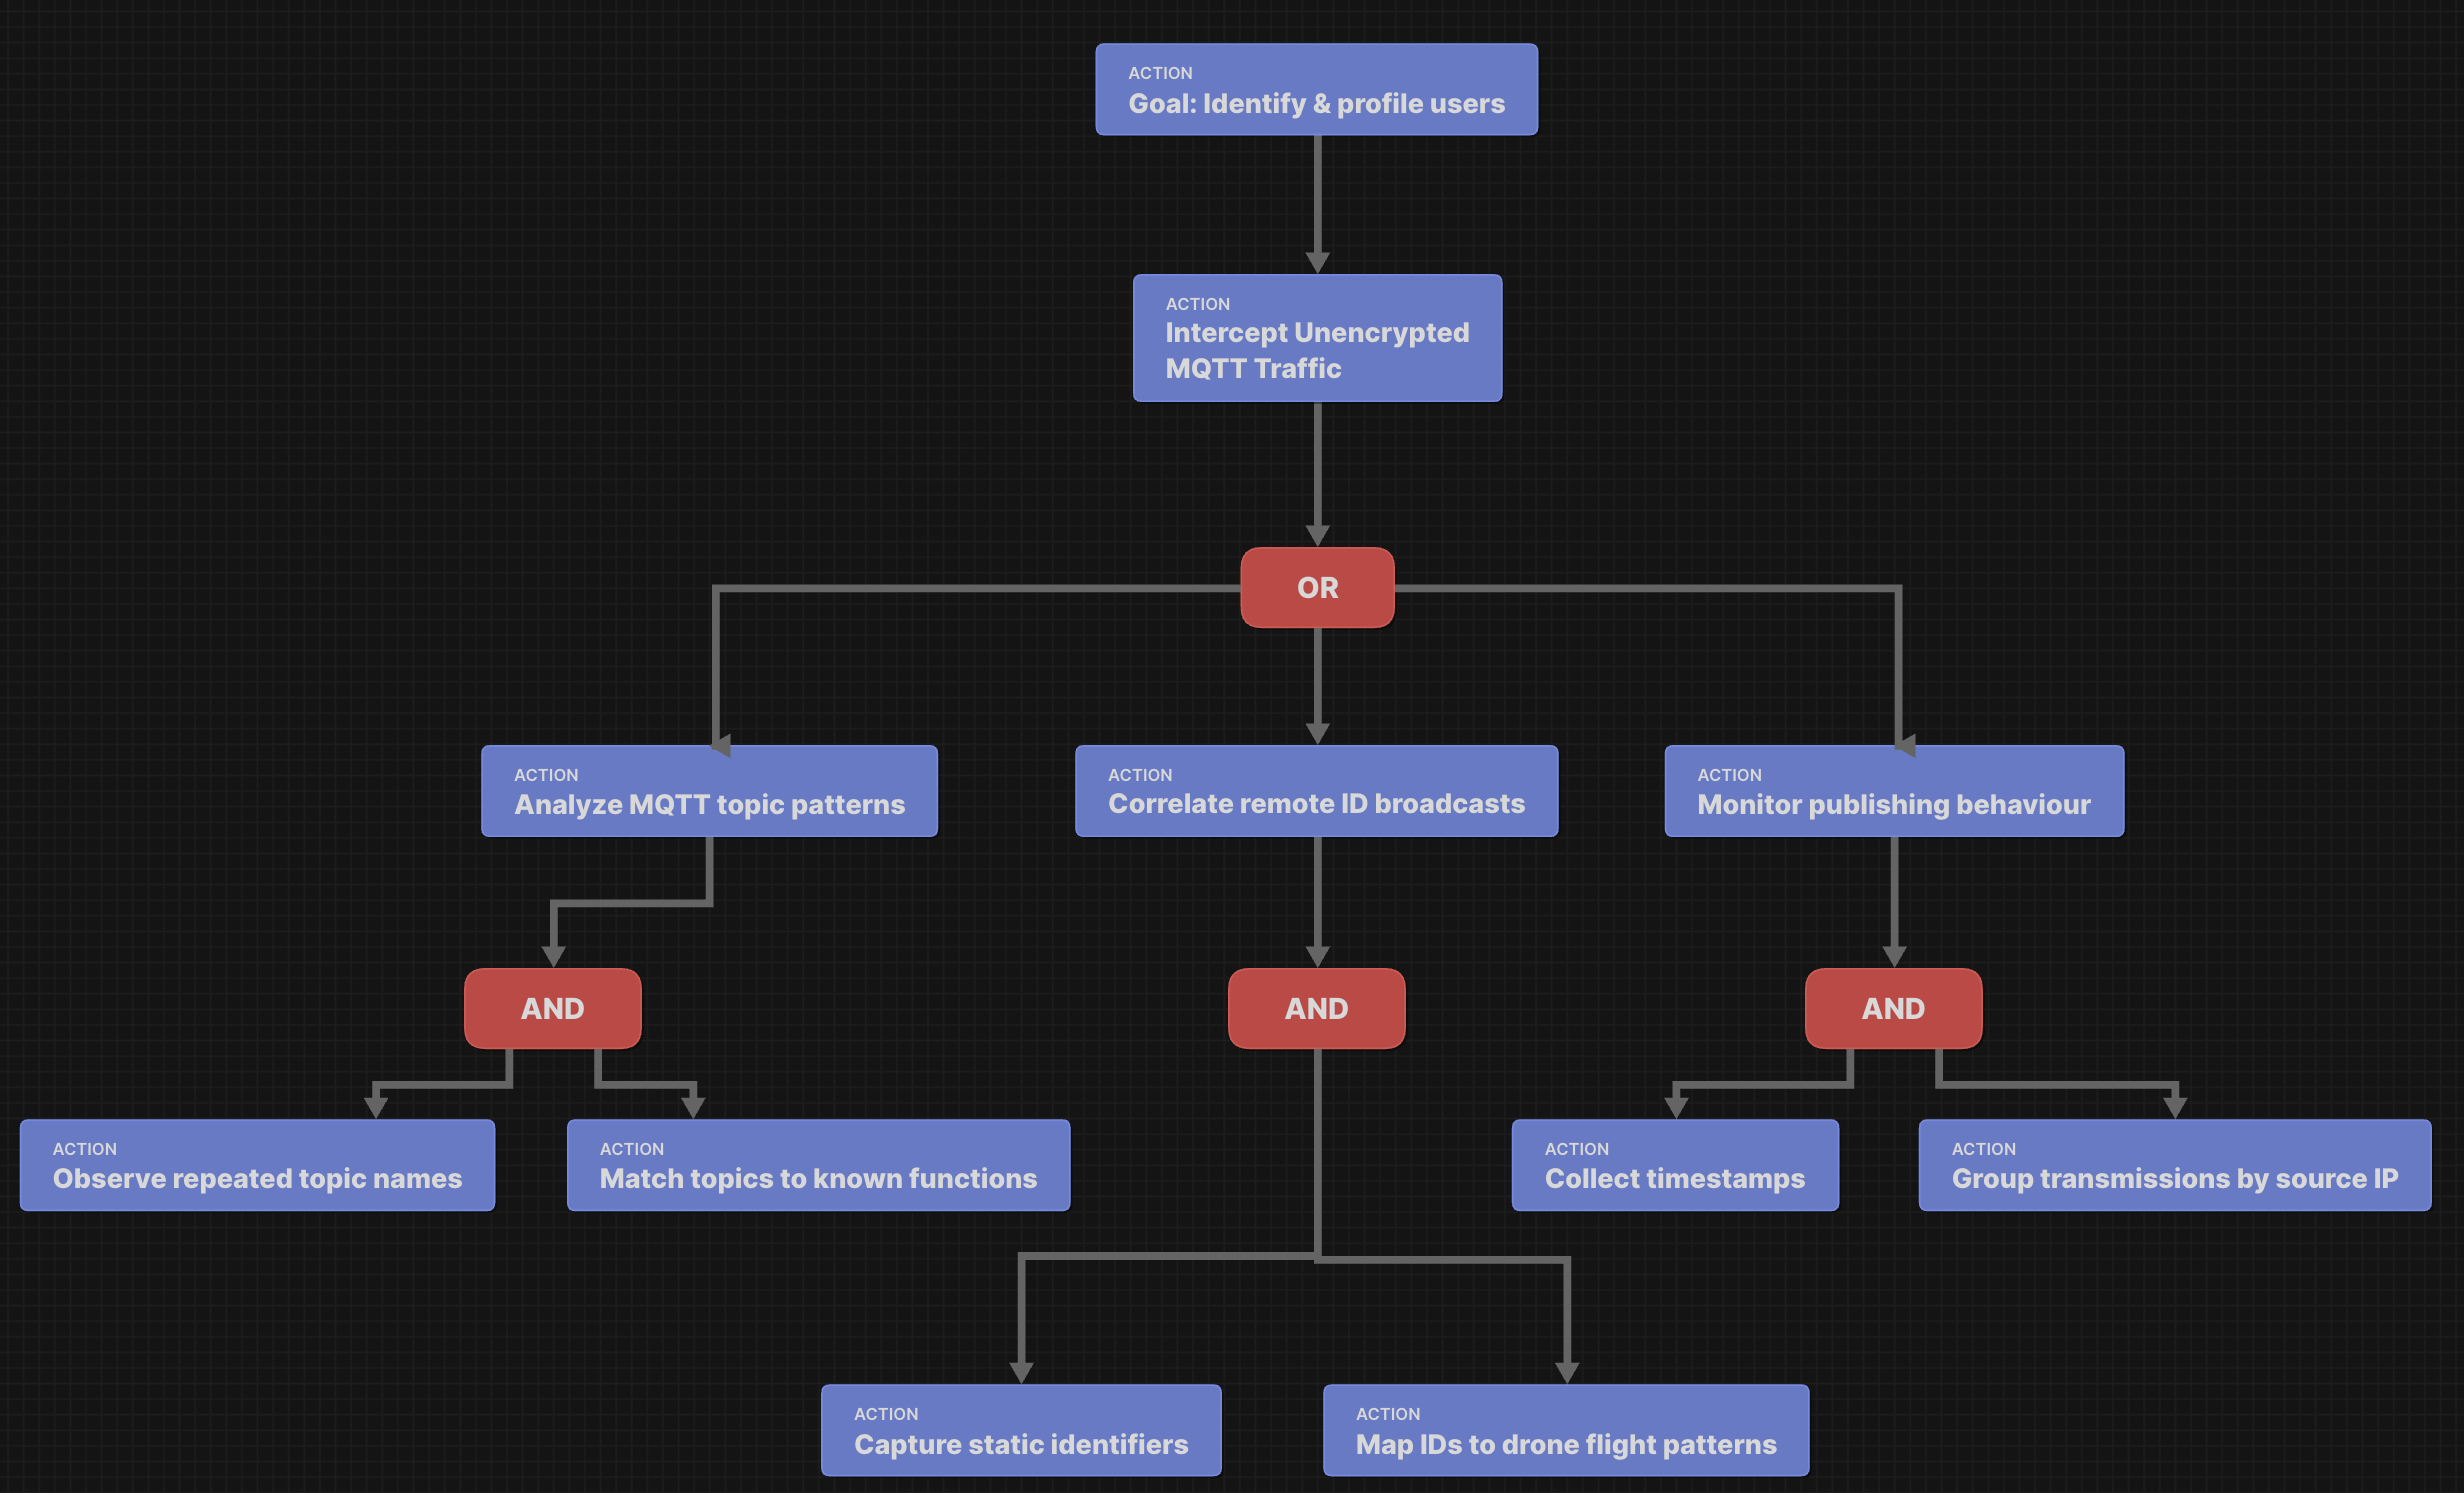 ACTION
Goal: Identify & profile users
ACTION
Intercept Unencrypted
MQTT Traffic
OR
ACTION
Analyze MQTT topic patterns
ACTION
Correlate remote ID broadcasts
ACTION
Monitor publishing behaviour
AND
AND
AND
ACTION
Observe repeated topic names
ACTION
Match topics to known functions
ACTION
Collect timestamps
ACTION
Group transmissions by source IP
ACTION
Capture static identifiers
ACTION
Map IDs to drone flight patterns